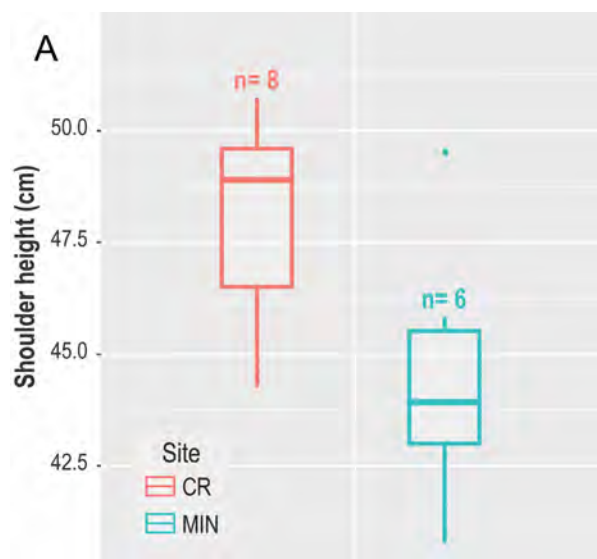 A
n= 8
50.0
47.5
n= 6
45.0
42.5
Shoulder height (cm)
Site
CR
MIN